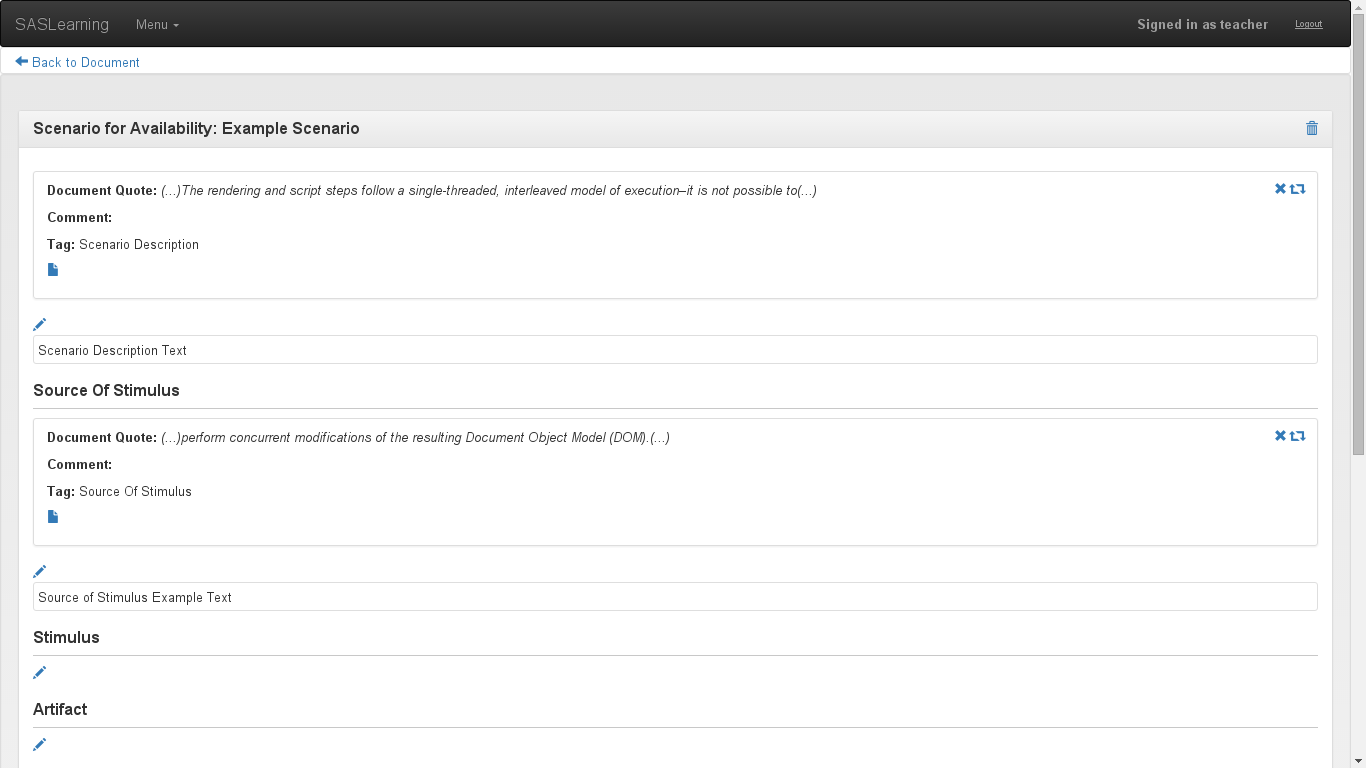 SASLearning Menu Signed in as teacher Logout
Back to Document
Scenario for Availability: Example Scenario
Document Quote: (...)The rendering and script steps follow a single-threaded, interleaved model of execution–it is not possible to(...)
Comment:
Tag: Scenario Description
Scenario Description Text
Source Of Stimulus
Document Quote: (...)perform concurrent modifications of the resulting Document Object Model (DOM).(...)
Comment:
Tag: Source Of Stimulus
Source of Stimulus Example Text
Stimulus
Artifact